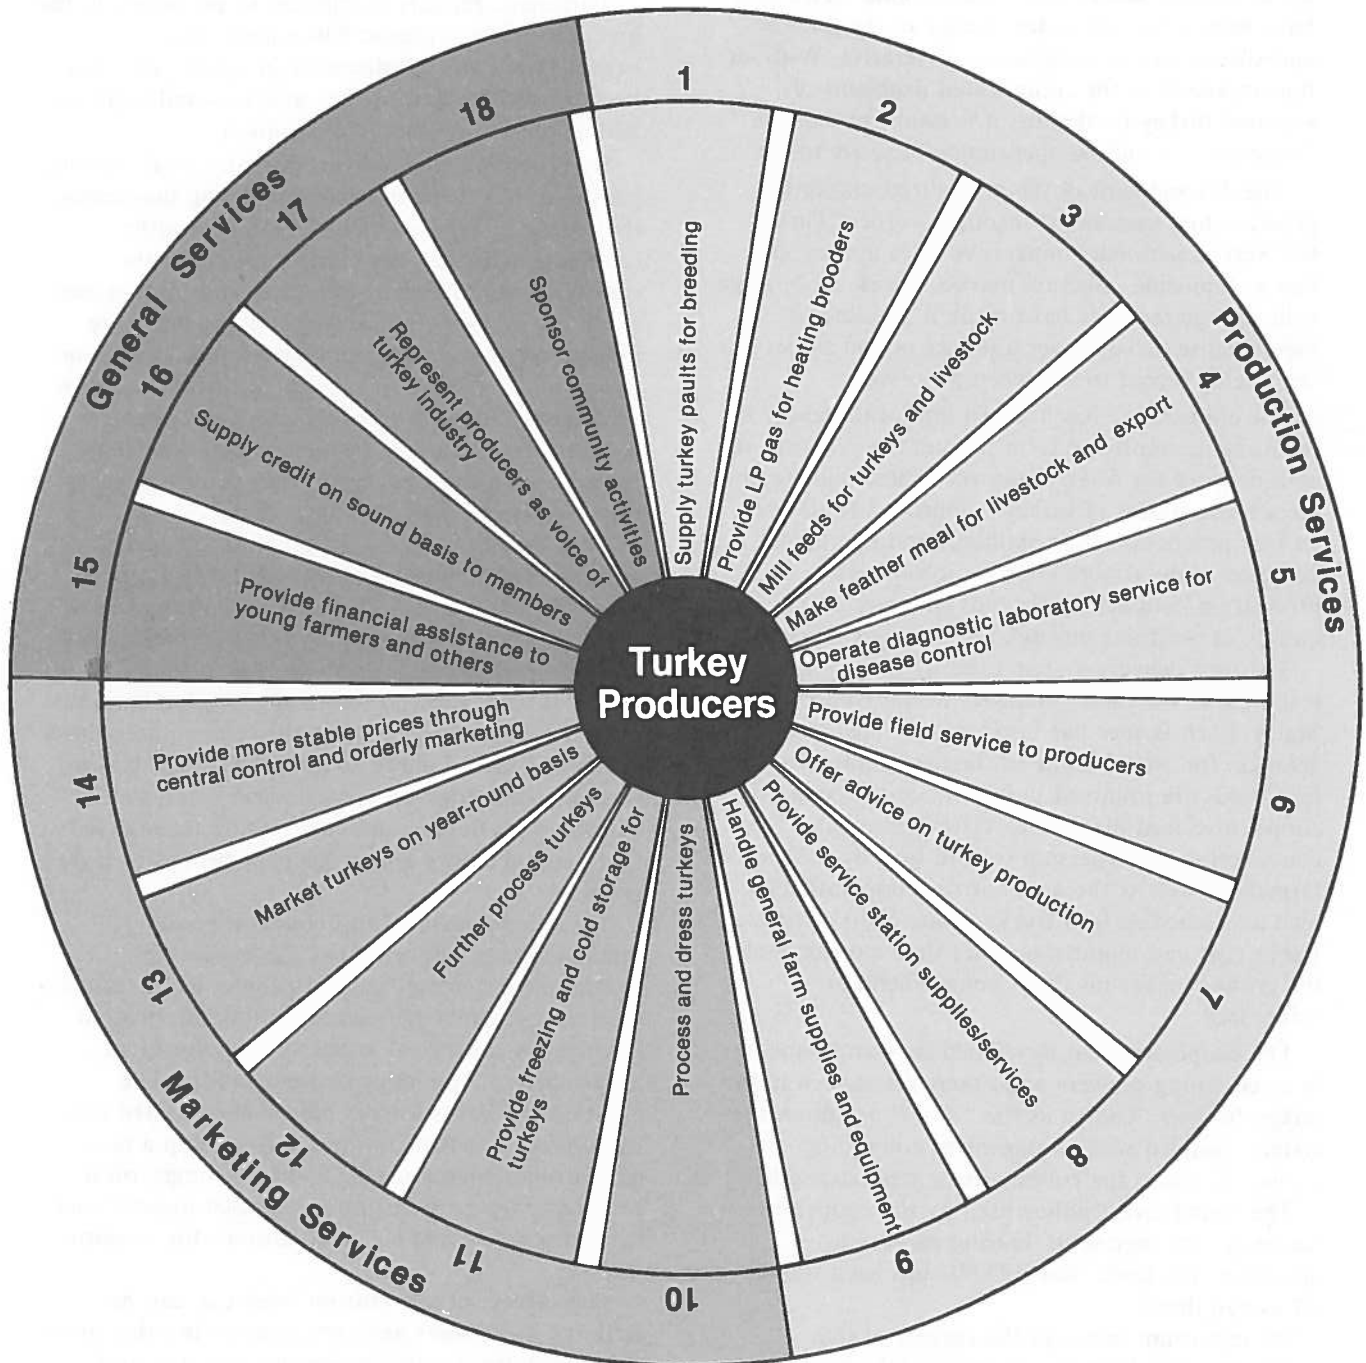 Turkey
Producers
Production Services
1
Supply turkey paults for breeding
2
Provide LP gas for heating brooders
3
Mill feeds for turkeys and livestock
4
Make feather meal for livestock and export
5
Operate diagnostic laboratory service for
disease control
6
Provide field service to producers
7
Offer advice on turkey production
8
Provide service station supplies/services
9
Handle general farm supplies and equipment
Marketing Services
10
Process and dress turkeys
11
Provide freezing and cold storage for
turkeys
12
Further process turkeys
13
Market turkeys on year-round basis
14
Provide more stable prices through
central control and orderly marketing
General Services
15
Provide financial assistance to
young farmers and others
16
Supply credit on sound basis to members
17
Represent producers as voice of
turkey industry
18
Sponsor community activities